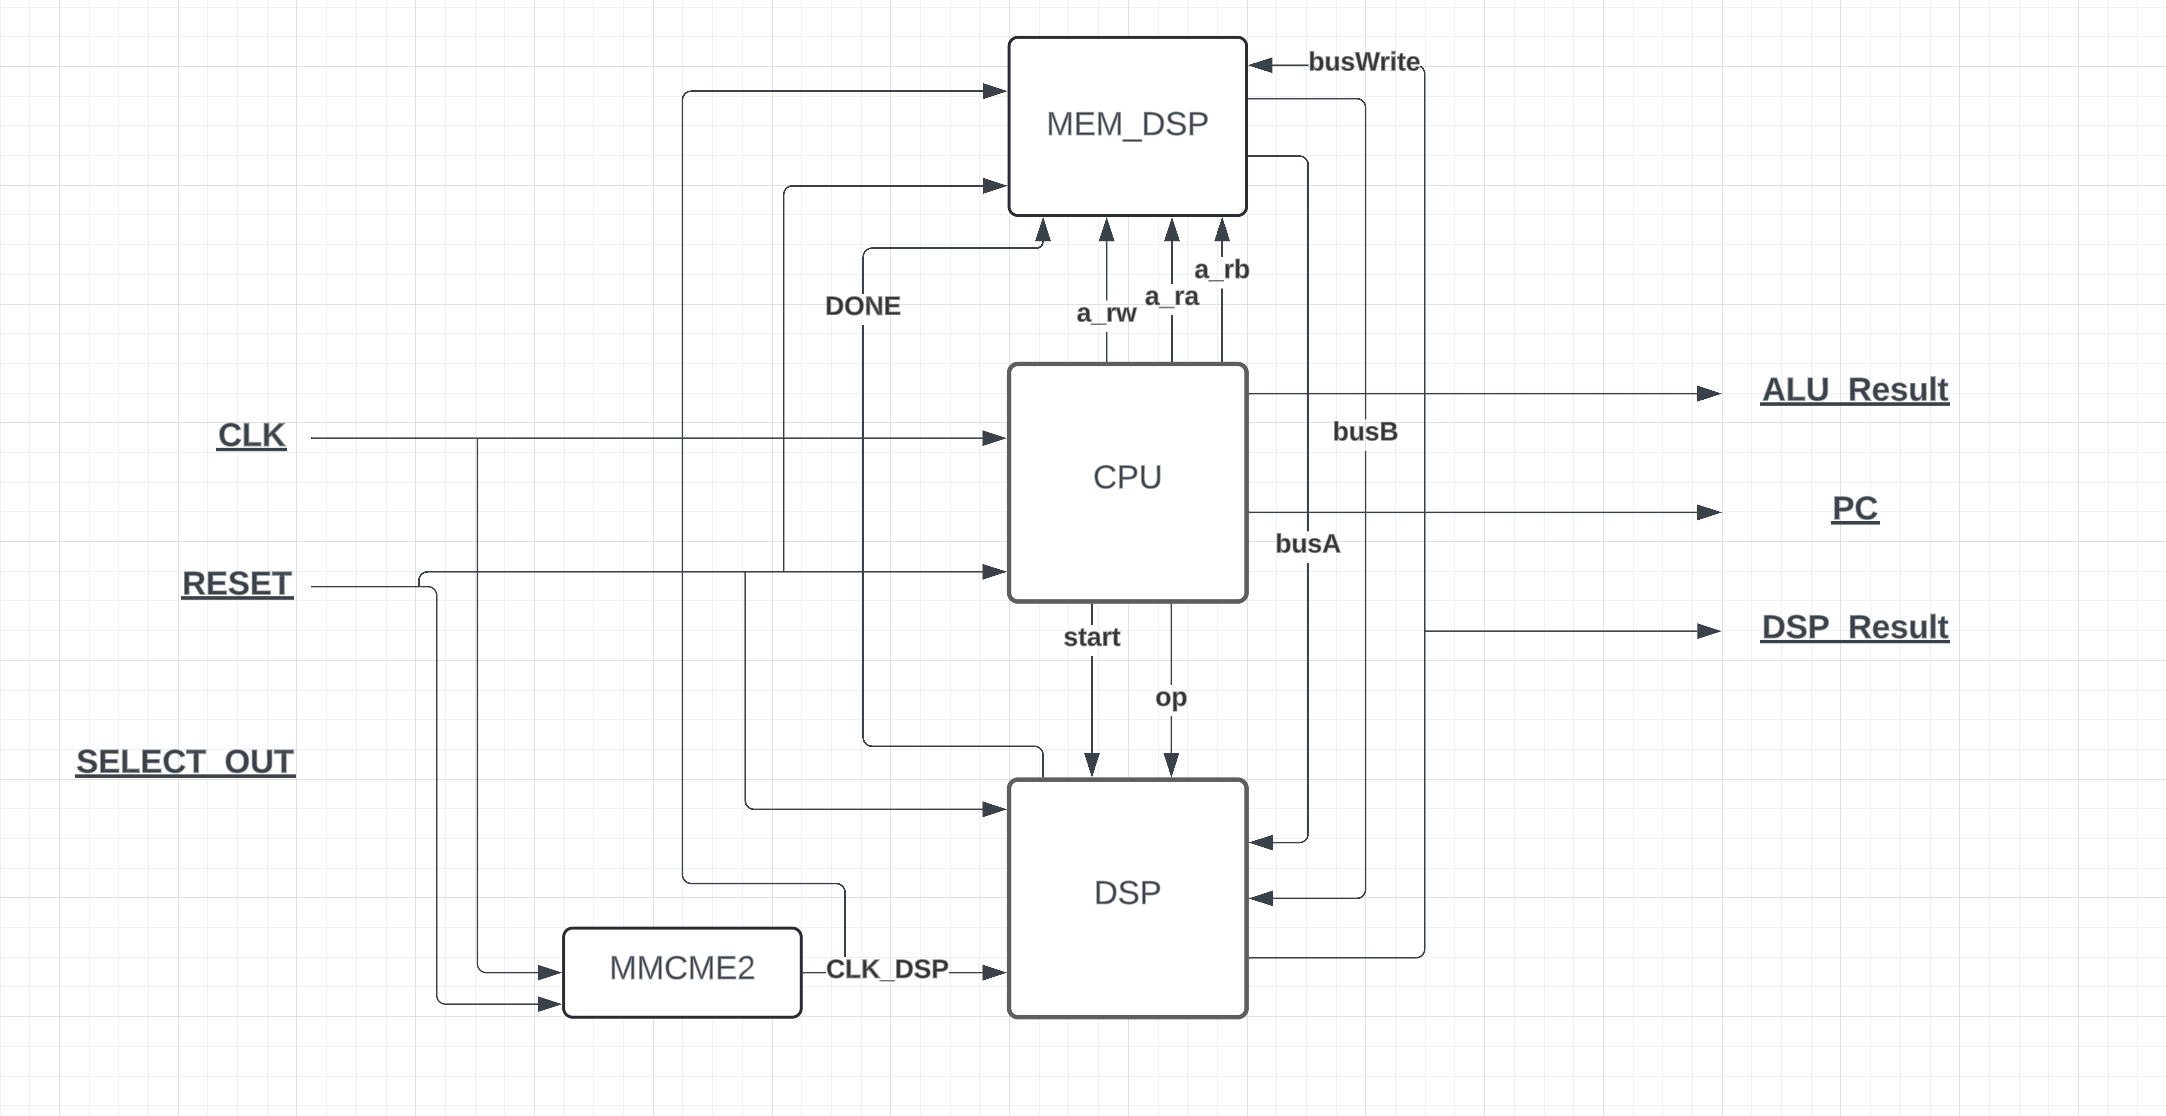 busWrite
MEM_DSP
a_rb
a_ra
DONE
a_rw
ALU_Result
CLK
busB
CPU
PC
busA
RESET
DSP_Result
start
op
SELECT_OUT
DSP
MMCME2
CLK_DSP